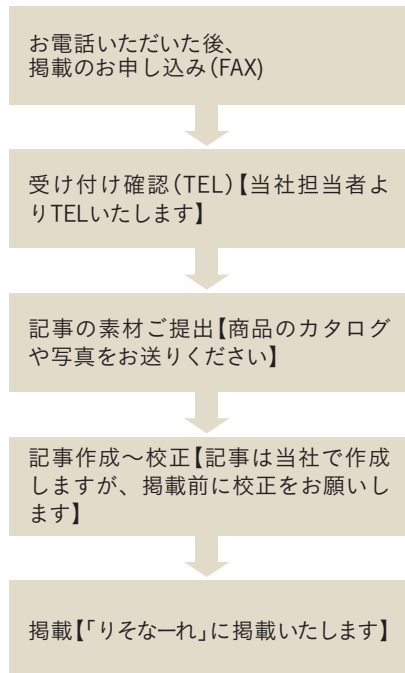 お電話いただいた後、
掲載のお申し込み(FAX)
受け付け確認(TEL)【当社担当者よ
りTELいたします】
記事の素材ご提出【商品のカタログ
や写真をお送りください】
記事作成～校正【記事は当社で作成
しますが、掲載前に校正をお願いし
ます】
掲載【「りそなーれ」に掲載いたします】